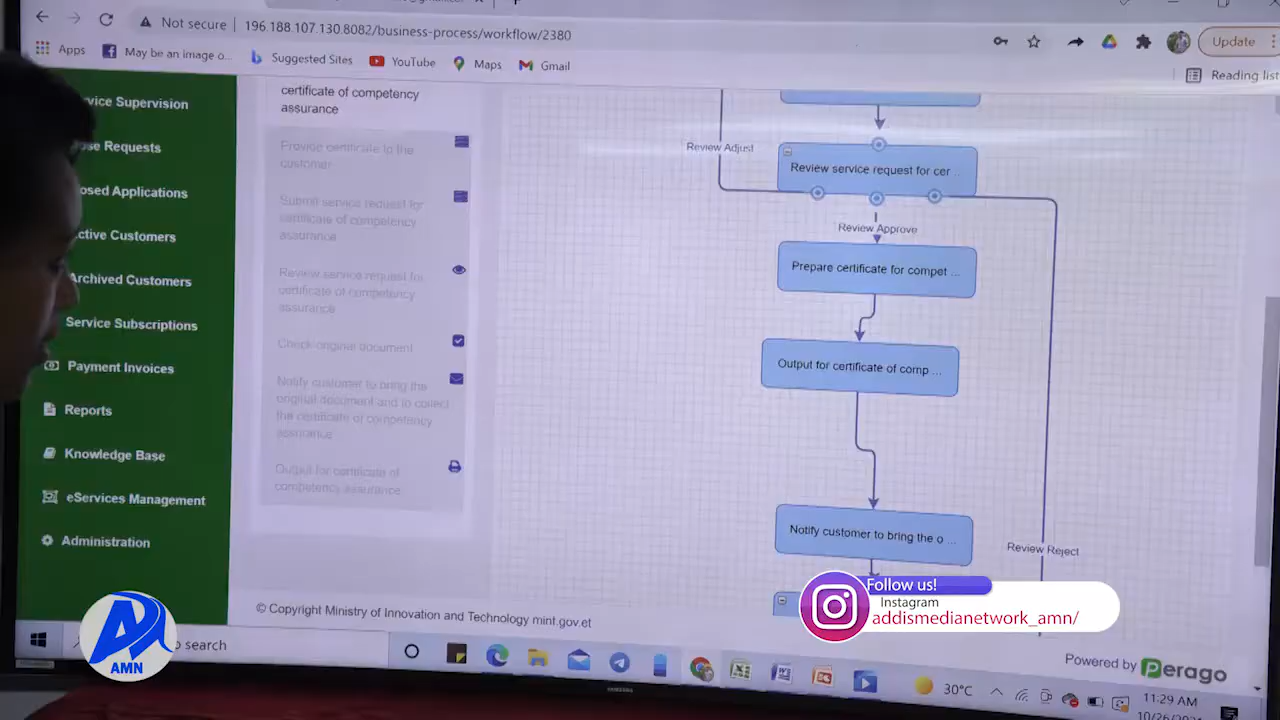 Not secure | 196.188.107.130.8082/business-process/workflow/2380
Update
Apps
May be an image o...
Suggested Sites
YouTube
Maps
Gmail
Reading list
Supervision
Requests
Applications
Customers
Archived Customers
Service Subscriptions
Payment Invoices
Reports
Knowledge Base
eServices Management
Administration
certificate of competency
assurance
Provide certificate to the
customer
Submit service request for
certificate of competency
assurance
Review service request for
certificate of competency
assurance
Check original document
Notify customer to bring the
original document and to collect
the certificate of competency
assurance
Output for certificate of
competency assurance
Review Adjust
Review service request for cer ...
Review Approve
Prepare certificate for compet ...
Output for certificate of comp ...
Notify customer to bring the o ...
Review Reject
© Copyright Ministry of Innovation and Technology mint.gov.et
Powered by Perago
Follow us!
Instagram
addismedianetwork_amn/
AMN
search
SAMSUNG
30°C
11:29 AM